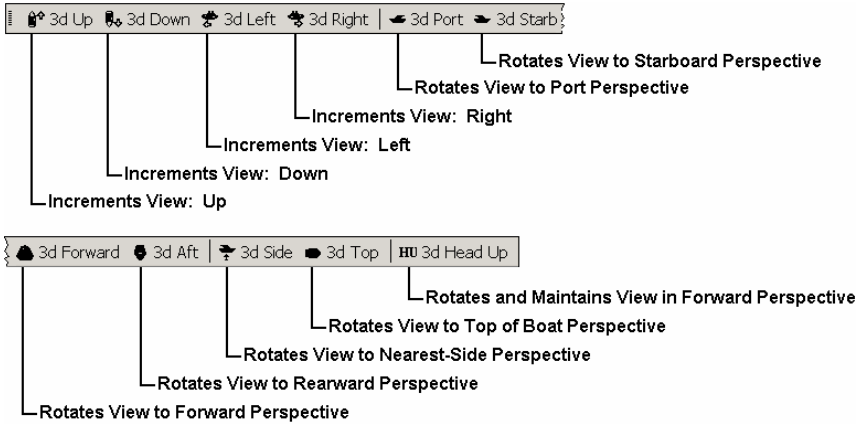 3d Up 3d Down 3d Left 3d Right 3d Port 3d Starb
Rotates View to Starboard Perspective
Rotates View to Port Perspective
Increments View: Right
Increments View: Left
Increments View: Down
Increments View: Up
3d Forward 3d Aft 3d Side 3d Top HU 3d Head Up
Rotates and Maintains View in Forward Perspective
Rotates View to Top of Boat Perspective
Rotates View to Nearest-Side Perspective
Rotates View to Rearward Perspective
Rotates View to Forward Perspective